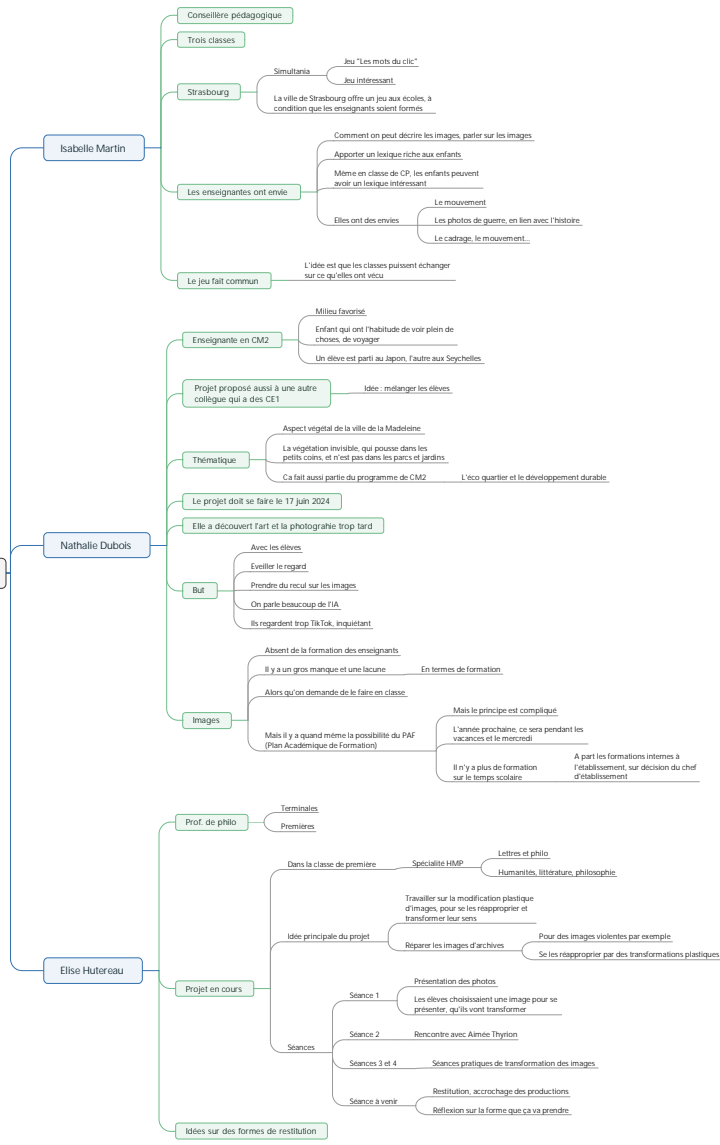 Conseillère pédagogique
Trois classes
Isabelle Martin
Strasbourg
Simultania
Jeu "Les mots du clic"
Jeu intéressant
La ville de Strasbourg offre un jeu aux écoles, à
condition que les enseignants soient formés
Les enseignantes ont envie
Comment on peut décrire les images, parler sur les images
Apporter un lexique riche aux enfants
Même en classe de CP, les enfants peuvent
avoir un lexique intéressant
Elles ont des envies
Le mouvement
Les photos de guerre, en lien avec l'histoire
Le cadrage, le mouvement...
Le jeu fait commun
L'idée est que les classes puissent échanger
sur ce qu'elles ont vécu
Nathalie Dubois
Enseignante en CM2
Milieu favorisé
Enfant qui ont l'habitude de voir plein de
choses, de voyager
Un élève est parti au Japon, l'autre aux Seychelles
Projet proposé aussi à une autre
collègue qui a des CE1
Idée : mélanger les élèves
Thématique
Aspect végétal de la ville de la Madeleine
La végétation invisible, qui pousse dans les
petits coins, et n'est pas dans les parcs et jardins
Ca fait aussi partie du programme de CM2
L'éco quartier et le développement durable
Le projet doit se faire le 17 juin 2024
Elle a découvert l'art et la photograhie trop tard
But
Avec les élèves
Eveiller le regard
Prendre du recul sur les images
On parle beaucoup de l'IA
Ils regardent trop TikTok, inquiétant
Images
Absent de la formation des enseignants
Il y a un gros manque et une lacune
En termes de formation
Alors qu'on demande de le faire en classe
Mais il y a quand même la possibilité du PAF
(Plan Académique de Formation)
Mais le principe est compliqué
L'année prochaine, ce sera pendant les
vacances et le mercredi
Il n'y a plus de formation
sur le temps scolaire
A part les formations internes à
l'établissement, sur décision du chef
d'établissement
Elise Hutereau
Prof. de philo
Terminales
Premières
Projet en cours
Dans la classe de première
Spécialité HMP
Lettres et philo
Humanités, littérature, philosophie
Idée principale du projet
Travailler sur la modification plastique
d'images, pour se les réapproprier et
transformer leur sens
Réparer les images d'archives
Pour des images violentes par exemple
Se les réapproprier par des transformations plastiques
Séances
Séance 1
Présentation des photos
Les élèves choisissaient une image pour se
présenter, qu'ils vont transformer
Séance 2
Rencontre avec Aimée Thyrion
Séances 3 et 4
Séances pratiques de transformation des images
Séance à venir
Restitution, accrochage des productions
Réflexion sur la forme que ça va prendre
Idées sur des formes de restitution